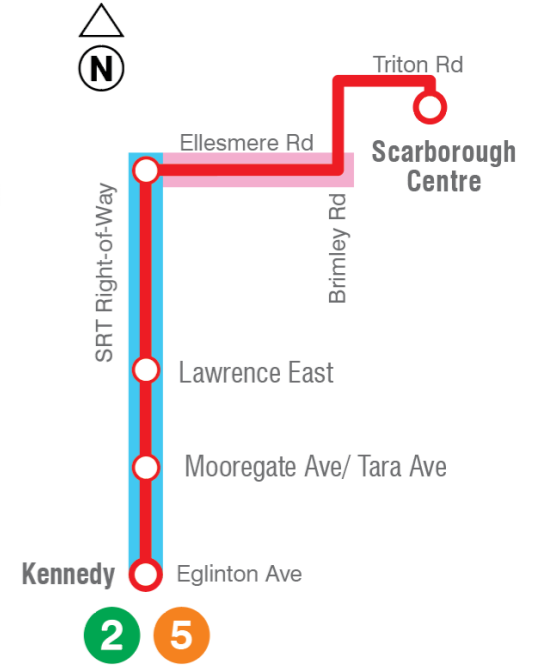 N
Triton Rd
Ellesmere Rd
Scarborough
Centre
SRT Right-of-Way
Brimley Rd
Lawrence East
Mooregate Ave/ Tara Ave
Kennedy
Eglinton Ave
2
5